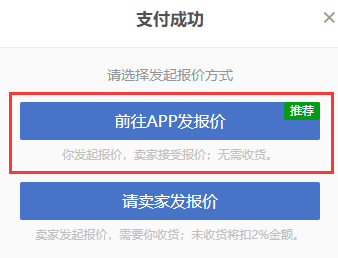 支付成功
×
请选择发起报价方式
推荐
前往APP发报价
你发起报价，卖家接受报价；无需收货。
请卖家发报价
卖家发起报价，需要你收货；未收货将扣2%金额。